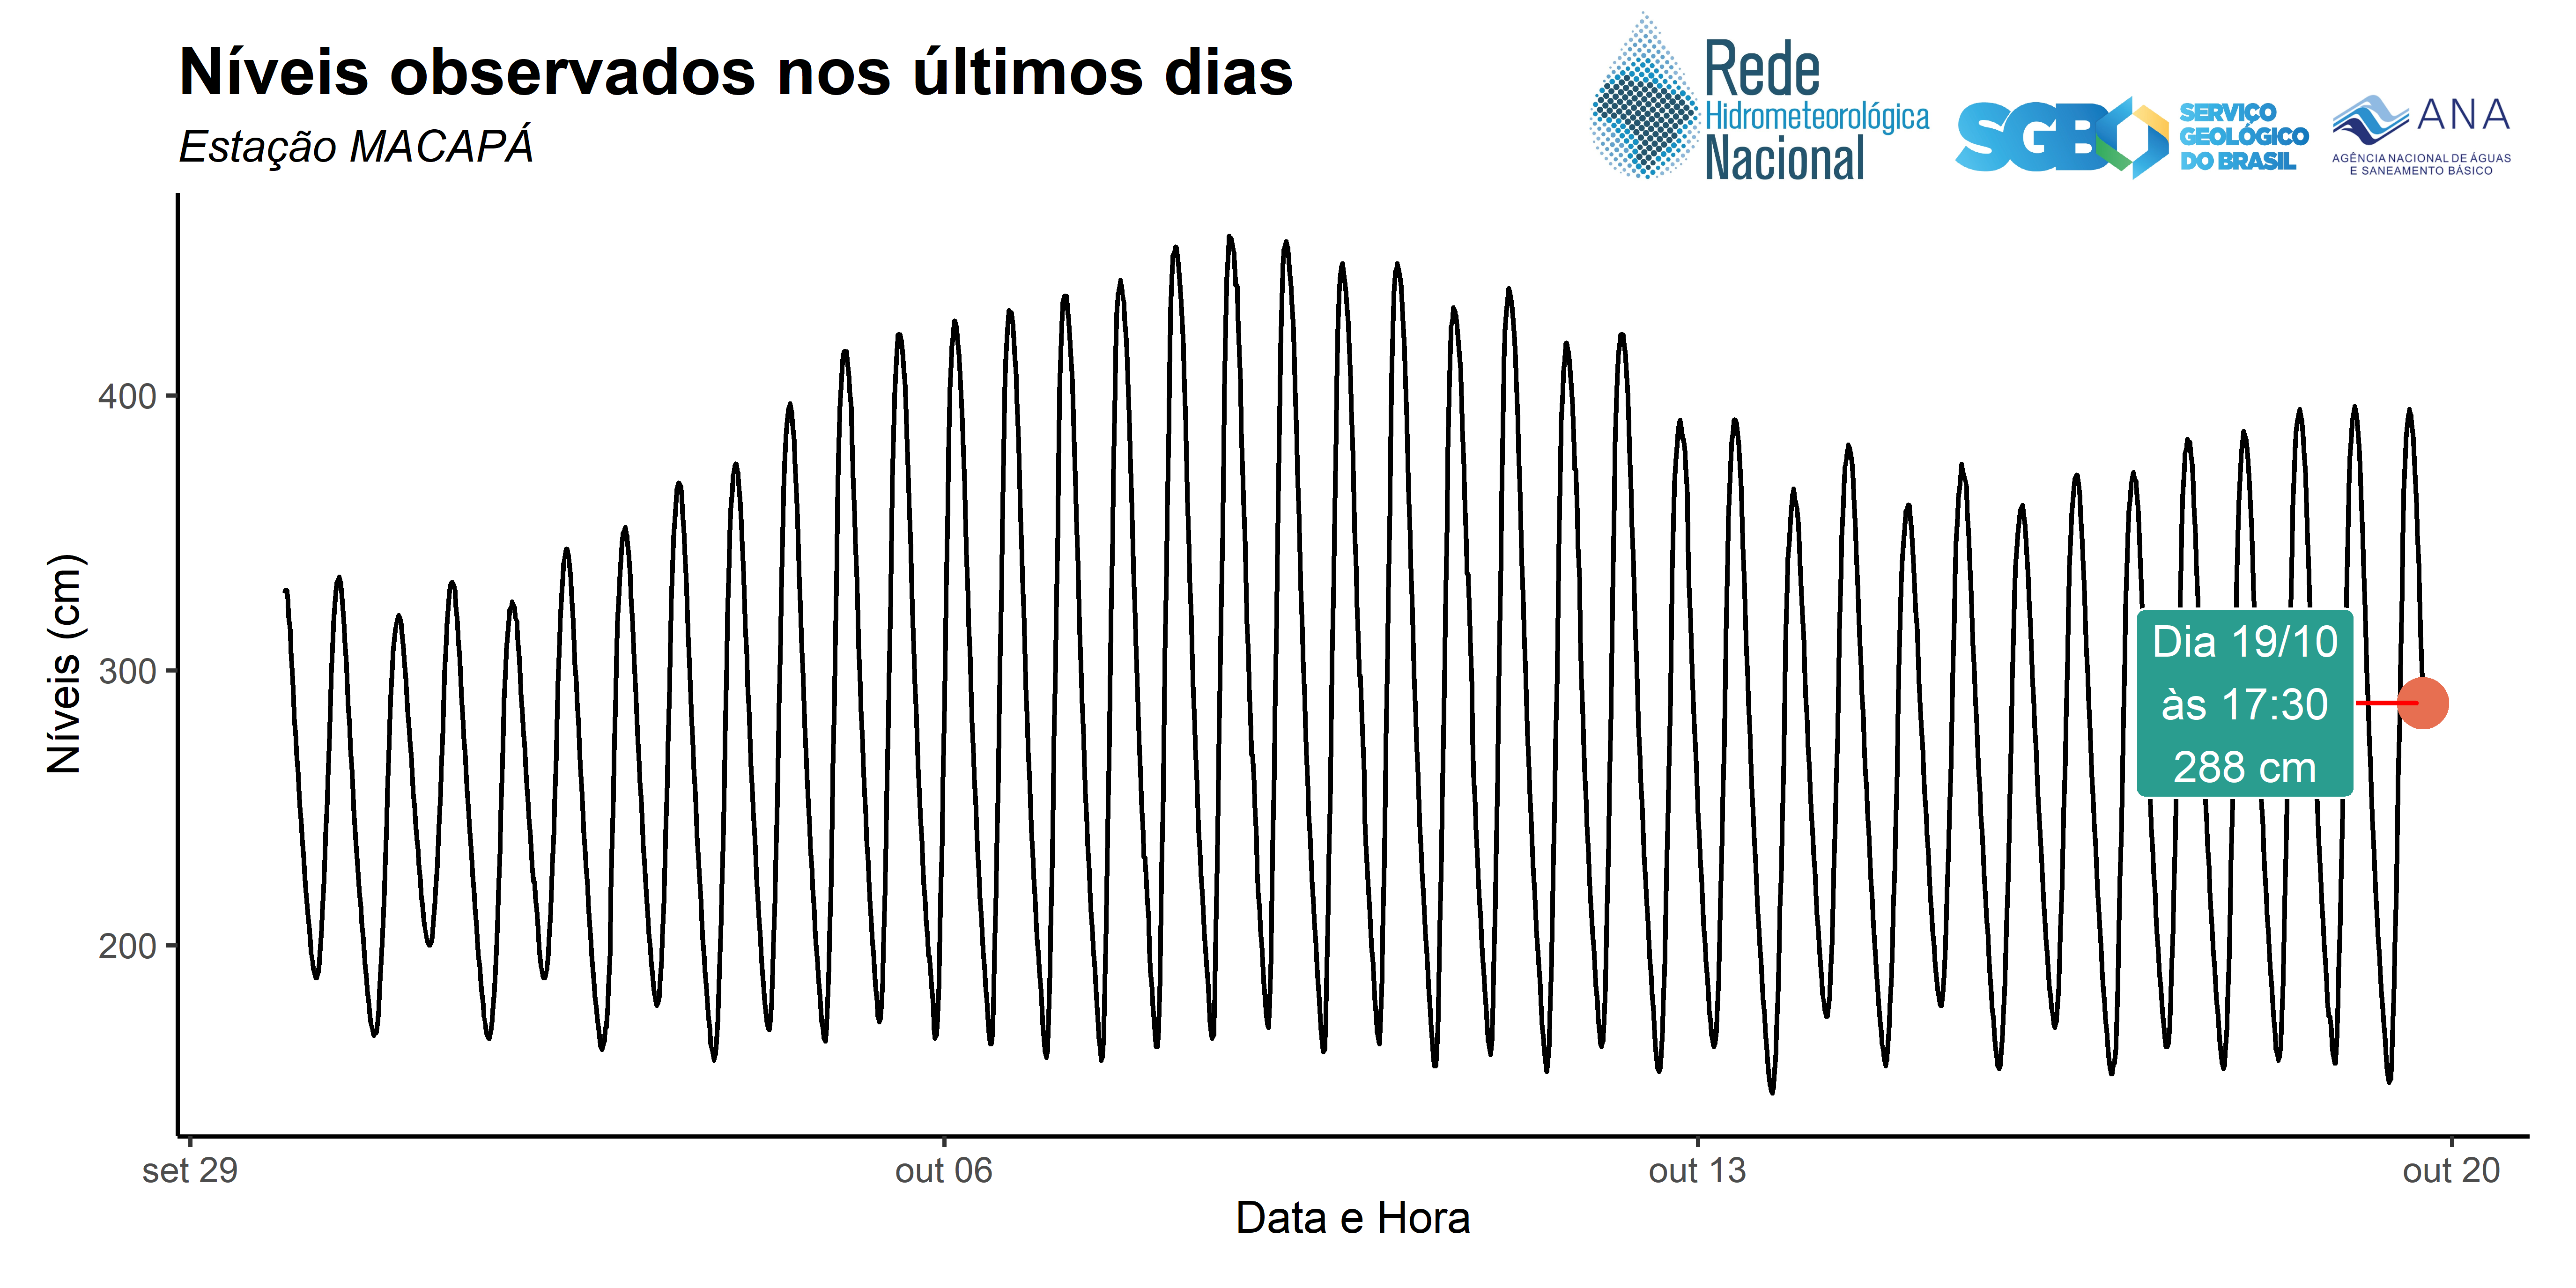 Níveis observados nos últimos dias
Estação MACAPÁ
Rede
Hidrometeorológica
Nacional
SGB
SERVIÇO
GEOLÓGICO
DO BRASIL
ANA
AGÊNCIA NACIONAL DE ÁGUAS
E SANEAMENTO BÁSICO
Níveis (cm)
400
300
200
Dia 19/10
às 17:30
288 cm
set 29
out 06
out 13
out 20
Data e Hora